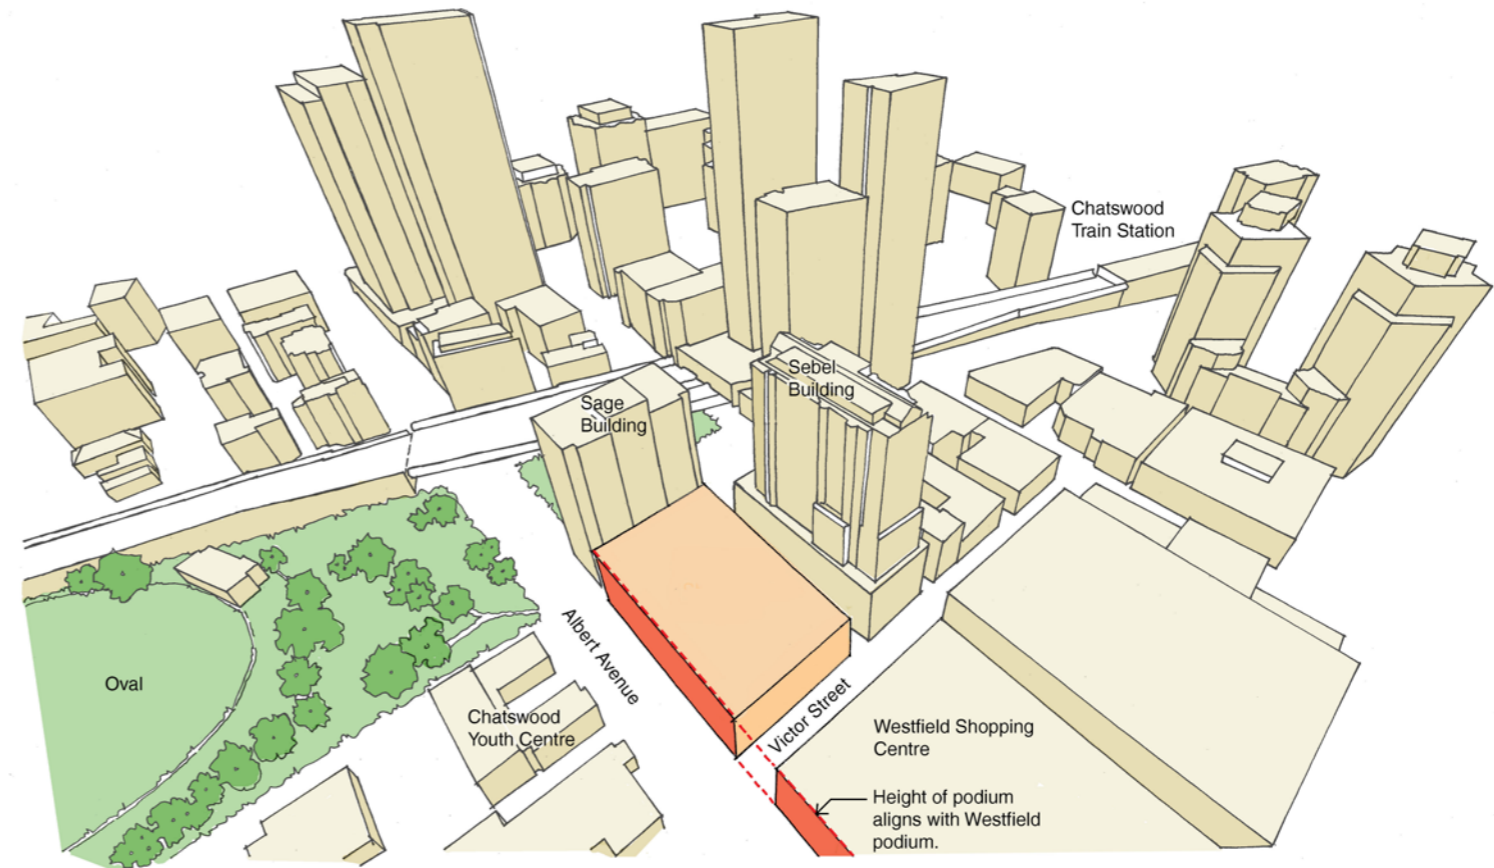 Chatswood
Train Station
Sebel
Building
Sage
Building
Albert Avenue
Oval
Victor Street
Chatswood
Youth Centre
Westfield Shopping
Centre
Height of podium
aligns with Westfield
podium.